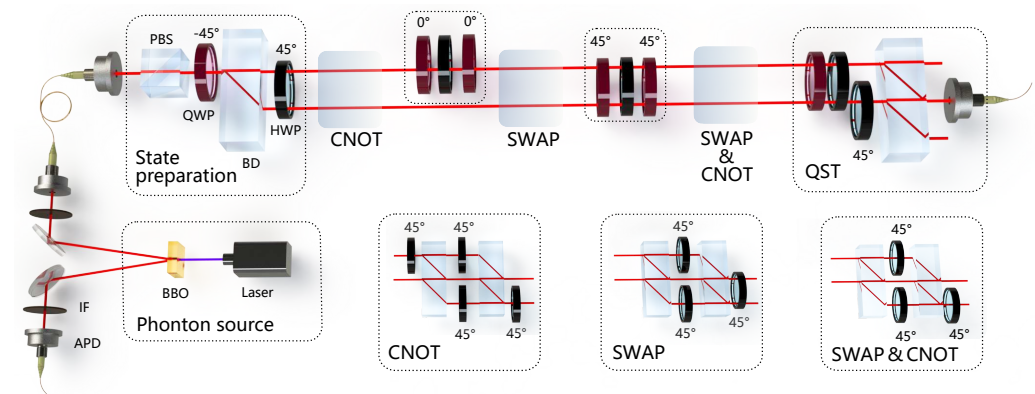 PBS
-45°
45°
QWP
HWP
BD
State
preparation
CNOT
0°
0°
SWAP
45°
45°
SWAP
&
CNOT
45°
QST
BBO
Laser
Phonton source
IF
APD
45°
45°
45°
45°
CNOT
45°
45°
45°
SWAP
45°
45°
45°
SWAP & CNOT